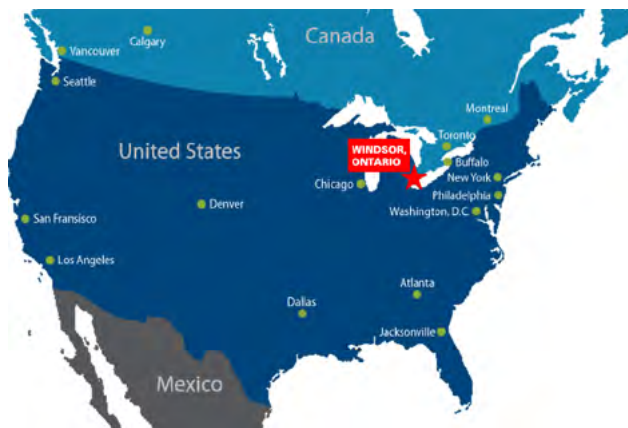 Canada
Calgary
Vancouver
Seattle
Montreal
Toronto
WINDSOR,
ONTARIO
United States
Buffalo
Chicago
New York
Philadelphia
Denver
Washington, D.C
San Fransisco
Los Angeles
Atlanta
Dallas
Jacksonville
Mexico